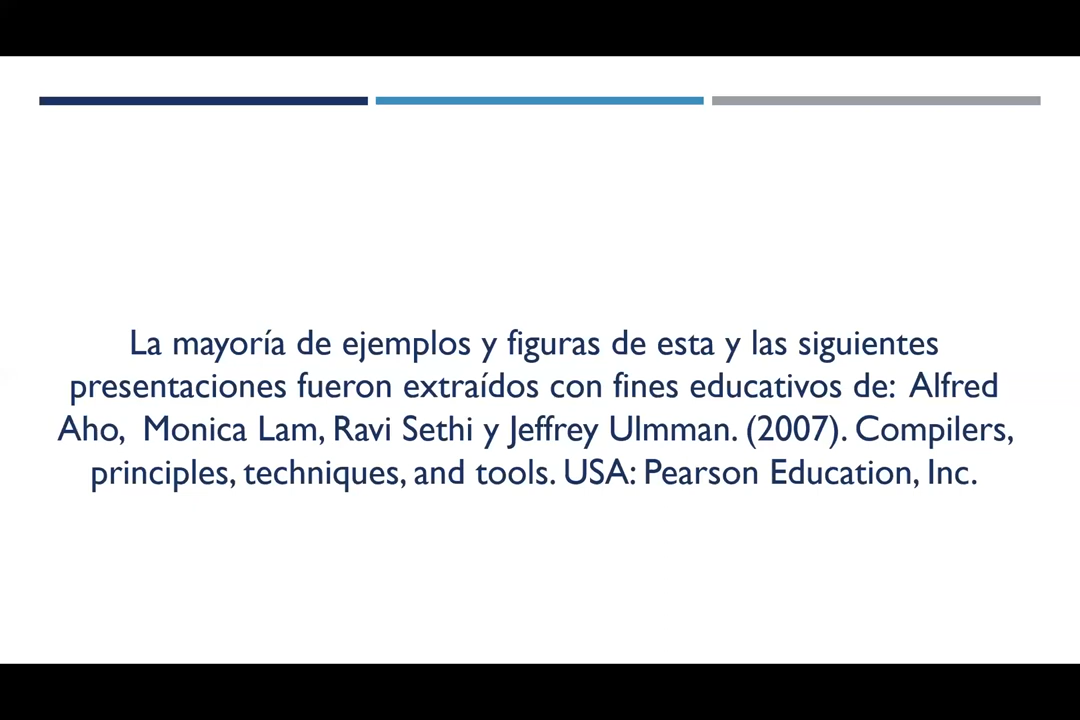 La mayoría de ejemplos y figuras de esta y las siguientes
presentaciones fueron extraídos con fines educativos de: Alfred
Aho, Monica Lam, Ravi Sethi y Jeffrey Ulmman. (2007). Compilers,
principles, techniques, and tools. USA: Pearson Education, Inc.